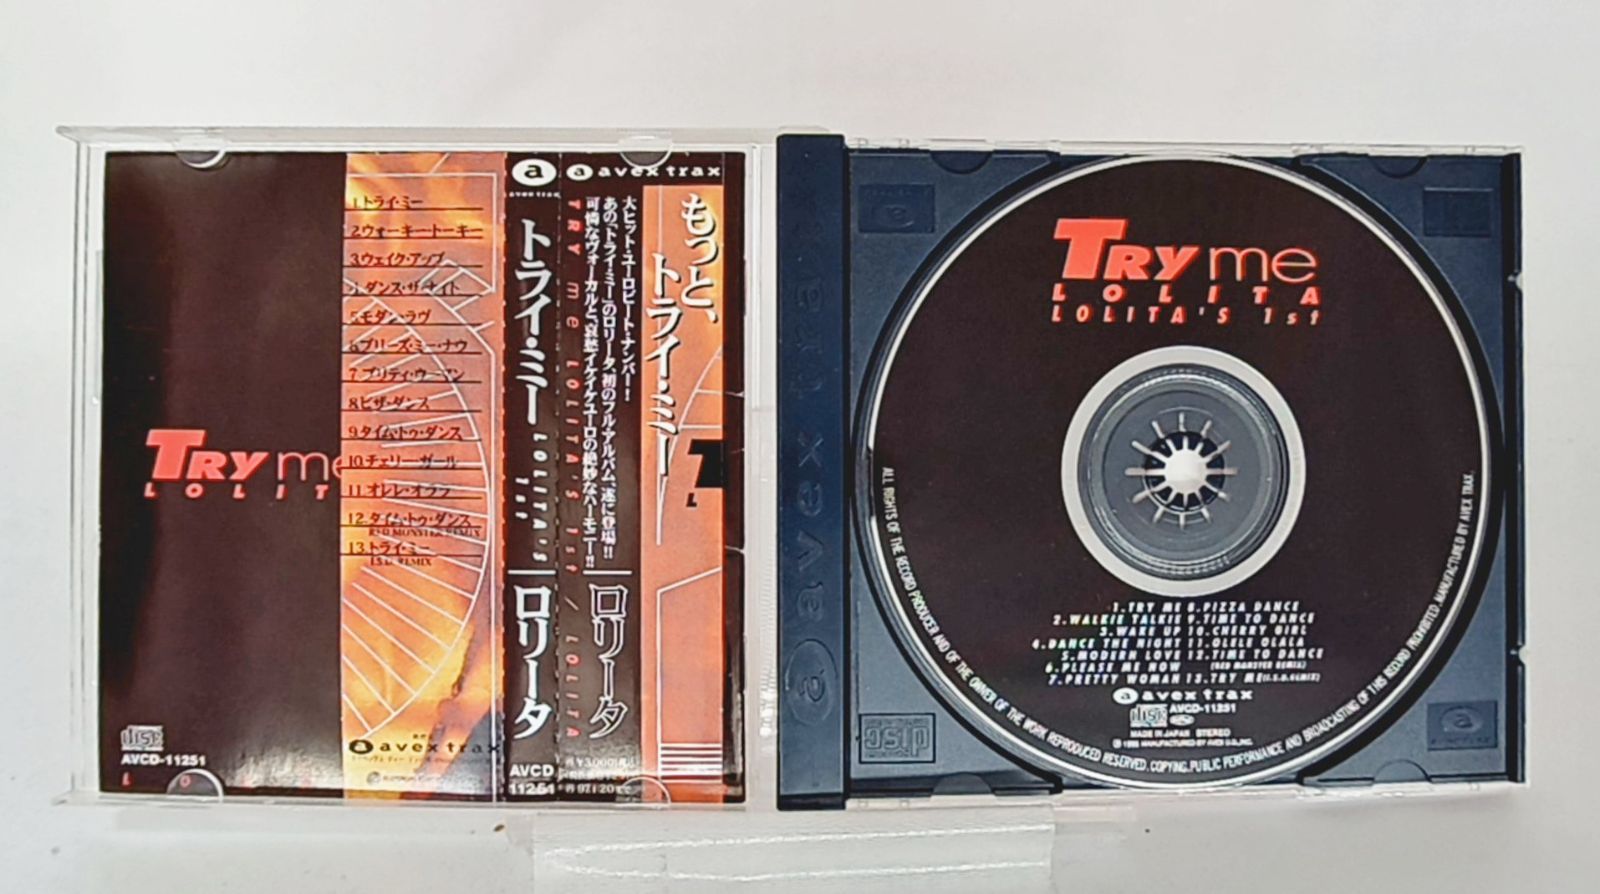 TRY me
LOLIT
COMPACT disc
AVCD-11251
1.トライ・ミー
2.ウォーキー・トーキー
3.ウェイク・アップ
4.ダンス・ザ・ナイト
5.モダン・ラヴ
6.プリーズ・ミー・ナウ
7.プリティ・ウーマン
8.ピザ・ダンス
9.タイム・トゥ・ダンス
10.チェリー・ガール
11.オレレ・オララ
12.タイム・トゥ・ダンス
RED MONSTER REMIX
13.トライ・ミー
I.S.D. REMIX
a avex trax
a
avex trax
トライ・ミー
LOLITA'S 1st
ロリータ
AVCD
11251
a avex trax
もっと、
トライ・ミー
大ヒット・ユーロビート・ナンバー!
あの「トライ・ミー」のロリータ、初のフル・アルバム、遂に登場!!
可憐なヴォーカルと、哀愁イケイケユーロの絶妙なハーモニー!!
TRY me LOLITA'S 1st / LOLITA
ロリータ
¥3,000
97.1.20
a avex trax
TRY me
LOLITA
LOLITA'S 1st
1.TRY ME 8.PIZZA DANCE
2.WALKIE TALKIE 9.TIME TO DANCE
3.WAKE UP 10.CHERRY GIRL
4.DANCE THE NIGHT 11.OLELE OLALA
5.MODERN LOVE 12.TIME TO DANCE
6.PLEASE ME NOW (RED MONSTER REMIX)
7.PRETTY WOMAN 13.TRY ME(I.S.D. REMIX)
a avex trax
COMPACT disc AVCD-11251
MADE IN JAPAN STEREO
ALL RIGHTS OF THE RECORD PRODUCER AND OF THE OWNER OF THE WORK REPRODUCED RESERVED. COPYING, PUBLIC PERFORMANCE AND BROADCASTING OF THIS RECORD PROHIBITED. MANUFACTURED BY AVEX TRAX.
disc